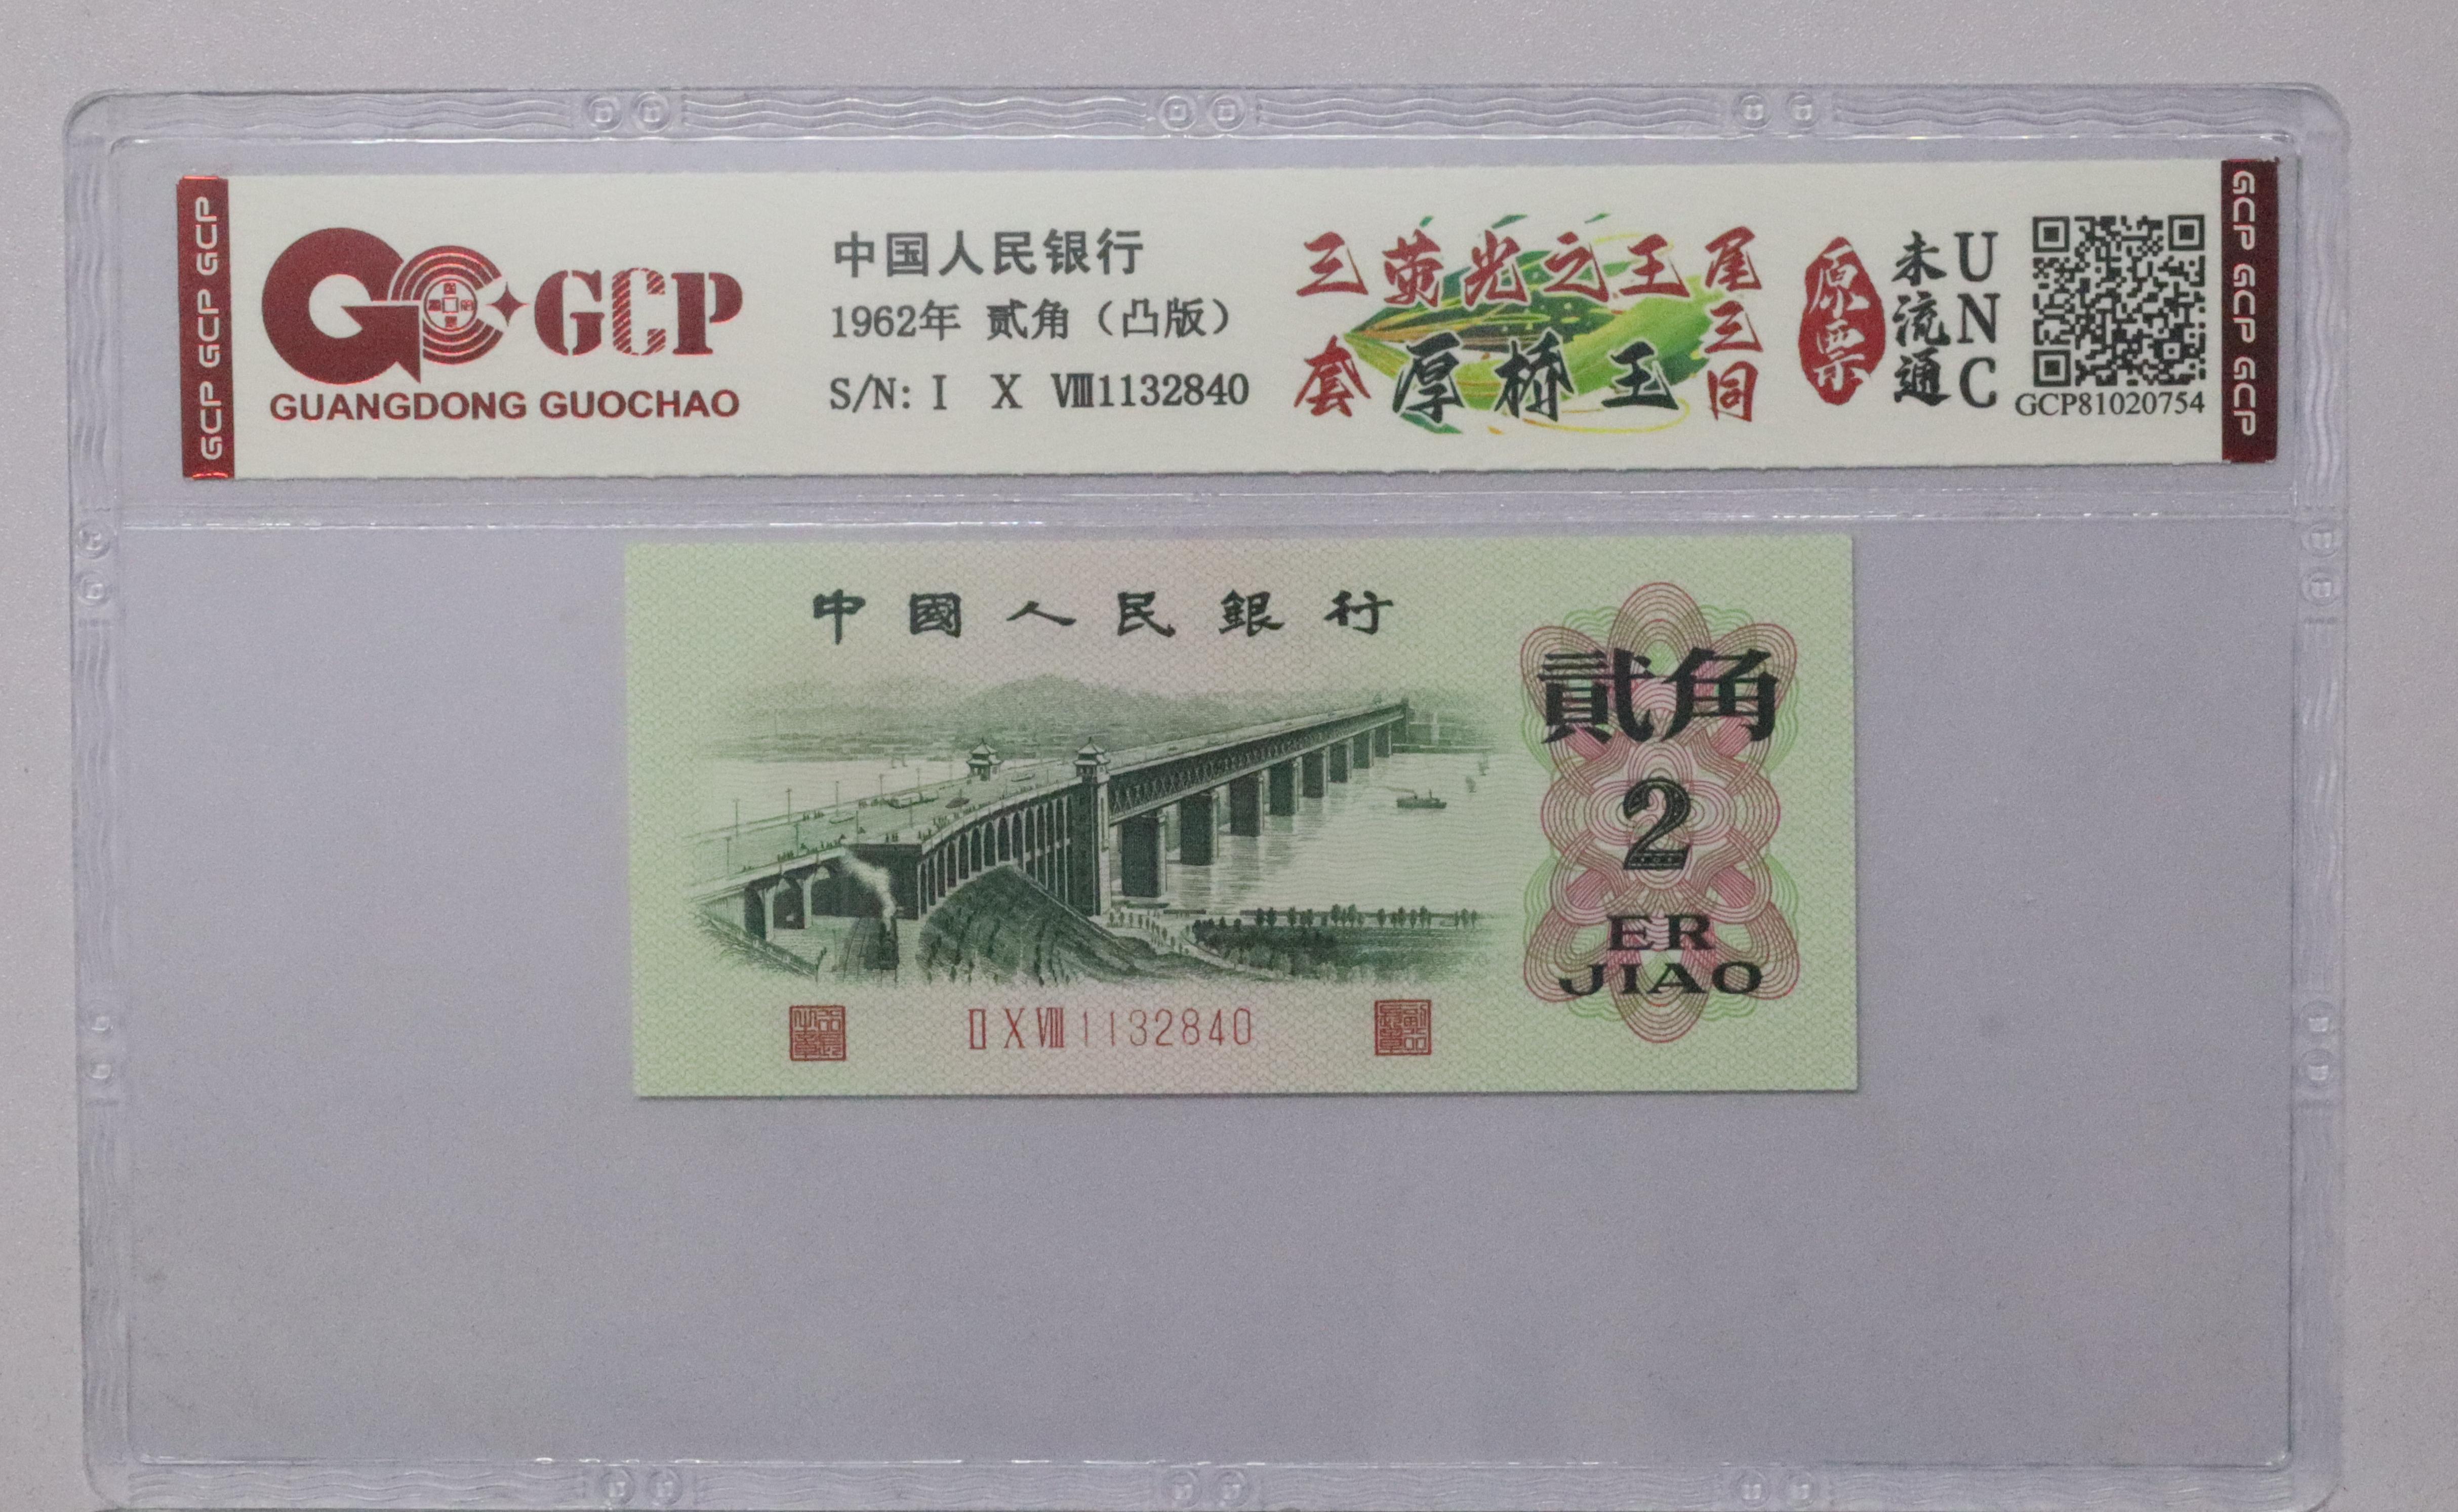 GCP GCP GCP
GCP
GUANGDONG GUOCHAO
中国人民银行
1962年 贰角（凸版）
S/N: I X Ⅷ1132840
三套
荧光之王
厚桥王
尾三同
原票
未流通
UNC
GCP81020754
GCP GCP GCP
中國人民銀行
貳角
2
ER
JIAO
Ⅱ X Ⅷ 1132840